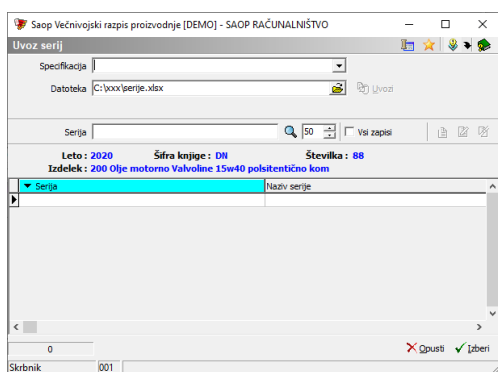 Saop Večnivojski razpis proizvodnje [DEMO] - SAOP RAČUNALNIŠTVO
Uvoz serij
Specifikacija
Datoteka C:\xxx\serije.xlsx Uvozi
Serija 50 Vsi zapisi
Leto : 2020 Šifra knjige : DN Številka : 88
Izdelek : 200 Olje motorno Valvoline 15w40 polsitentično kom
Serija Naziv serije
0 Opusti Izberi
Skrbnik 001